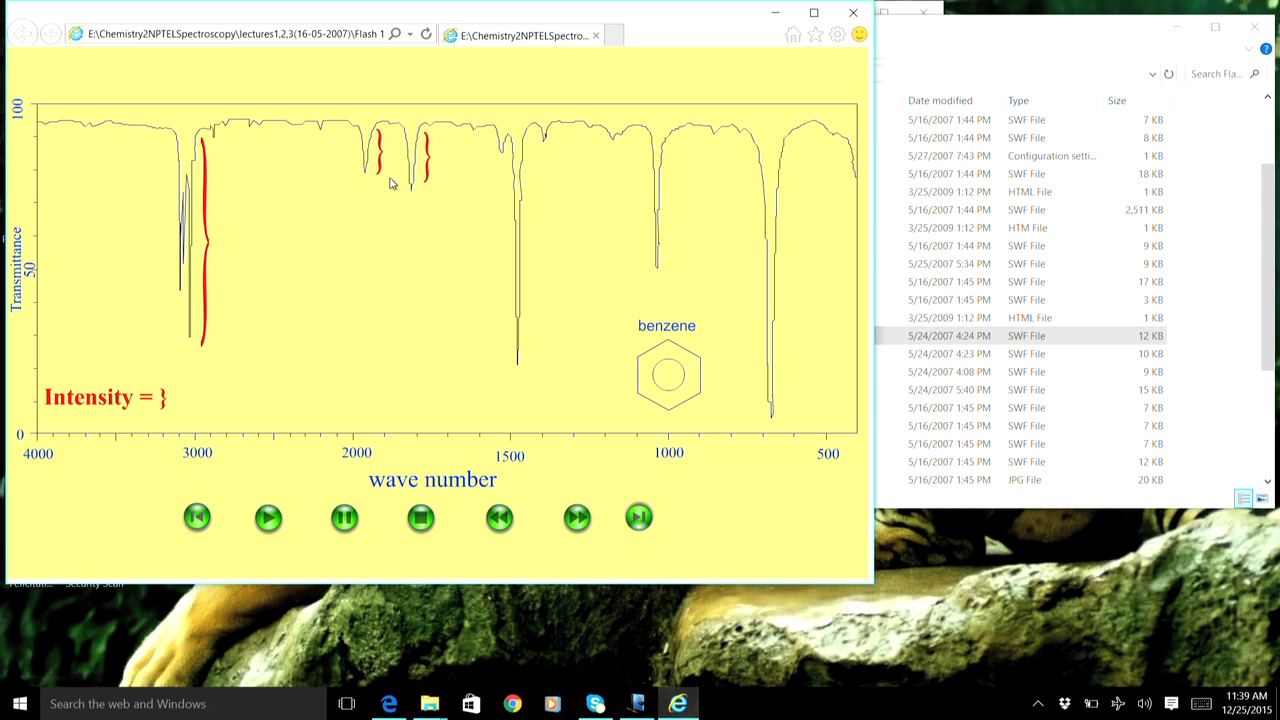 E:\Chemistry2NPTELSpectroscopy\lectures1,2,3(16-05-2007)\Flash 1
E:\Chemistry2NPTELSpectro...
Search Fla...
Date modified Type Size
5/16/2007 1:44 PM SWF File 7 KB
5/16/2007 1:44 PM SWF File 8 KB
5/27/2007 7:43 PM Configuration setti... 1 KB
5/16/2007 1:44 PM SWF File 18 KB
3/25/2009 1:12 PM HTML File 1 KB
5/16/2007 1:44 PM SWF File 2,511 KB
3/25/2009 1:12 PM HTM File 1 KB
5/16/2007 1:44 PM SWF File 9 KB
5/25/2007 5:34 PM SWF File 9 KB
5/16/2007 1:45 PM SWF File 17 KB
5/16/2007 1:45 PM SWF File 3 KB
3/25/2009 1:12 PM HTML File 1 KB
5/24/2007 4:24 PM SWF File 12 KB
5/24/2007 4:23 PM SWF File 10 KB
5/24/2007 4:08 PM SWF File 9 KB
5/24/2007 5:40 PM SWF File 15 KB
5/16/2007 1:45 PM SWF File 7 KB
5/16/2007 1:45 PM SWF File 7 KB
5/16/2007 1:45 PM SWF File 7 KB
5/16/2007 1:45 PM SWF File 12 KB
5/16/2007 1:45 PM JPG File 20 KB
100
Transmittance
50
0
benzene
Intensity = }
4000 3000 2000 1500 1000 500
wave number
Search the web and Windows
11:39 AM
12/25/2015